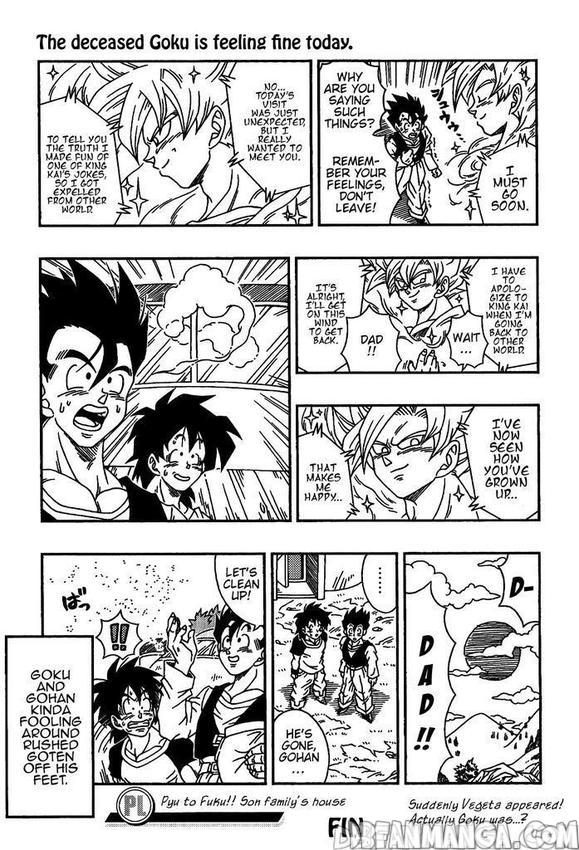 The deceased Goku is feeling fine today.
I
MUST
GO
SOON.
WHY
ARE YOU
SAYING
SUCH
THINGS?
REMEM-
BER YOUR
FEELINGS,
DON'T
LEAVE!
NO...
TODAY'S
VISIT
WAS JUST
UNEXPECTED,
BUT I
REALLY
WANTED TO
MEET YOU.
TO TELL YOU
THE TRUTH I
MADE FUN OF
ONE OF KING
KAI'S JOKES,
SO I GOT
EXPELLED
FROM OTHER
WORLD.
I HAVE
TO
APOLO-
GIZE TO
KING KAI
WHEN I'M
GOING
BACK TO
OTHER
WORLD.
WAIT...
DAD
!!
IT'S
ALRIGHT,
I'LL GET
ON THIS
WIND TO
GET
BACK.
I'VE
NOW
SEEN
HOW
YOU'VE
GROWN
UP...
THAT
MAKES
ME
HAPPY...
D-
DAD!!
......
HE'S
GONE,
GOHAN
...
LET'S
CLEAN
UP!
!!
ばっ
GOKU
AND
GOHAN
KINDA
FOOLING
AROUND
RUSHED
GOTEN
OFF HIS
FEET.
Pyu to Fuku!! Son family's house
FIN
Suddenly Vegeta appeared!
Actually Goku was...?
DBFANMANGA.COM